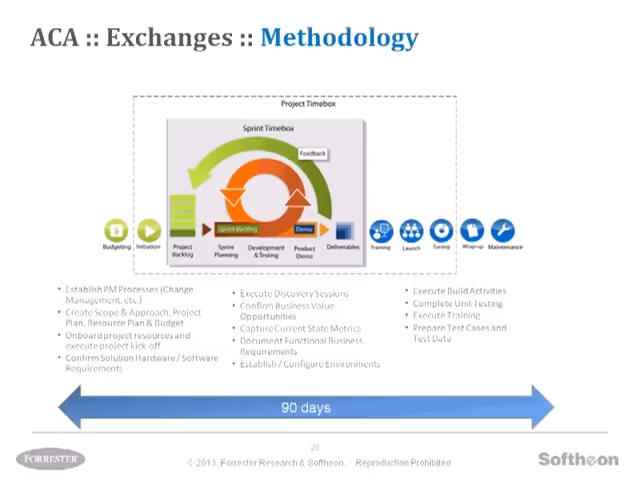 ACA :: Exchanges :: Methodology
Project Timebox
Sprint Timebox
Feedback
Sprint Backlog
Demo
Budgeting
Initiation
Project
Backlog
Sprint
Planning
Development
& Testing
Product
Demo
Deliverables
Training
Launch
Tuning
Wrap-up
Maintenance
• Establish PM Processes (Change
Management, etc.)
• Create Scope & Approach, Project
Plan, Resource Plan & Budget
• Onboard project resources and
execute project kick-off
• Confirm Solution Hardware / Software
Requirements
• Execute Discovery Sessions
• Confirm Business Value
Opportunities
• Capture Current State Metrics
• Document Functional Business
Requirements
• Establish / Configure Environments
• Execute Build Activities
• Complete Unit Testing
• Execute Training
• Prepare Test Cases and
Test Data
90 days
20
© 2013, Forrester Research & Softheon, - Reproduction Prohibited
FORRESTER
Softheon